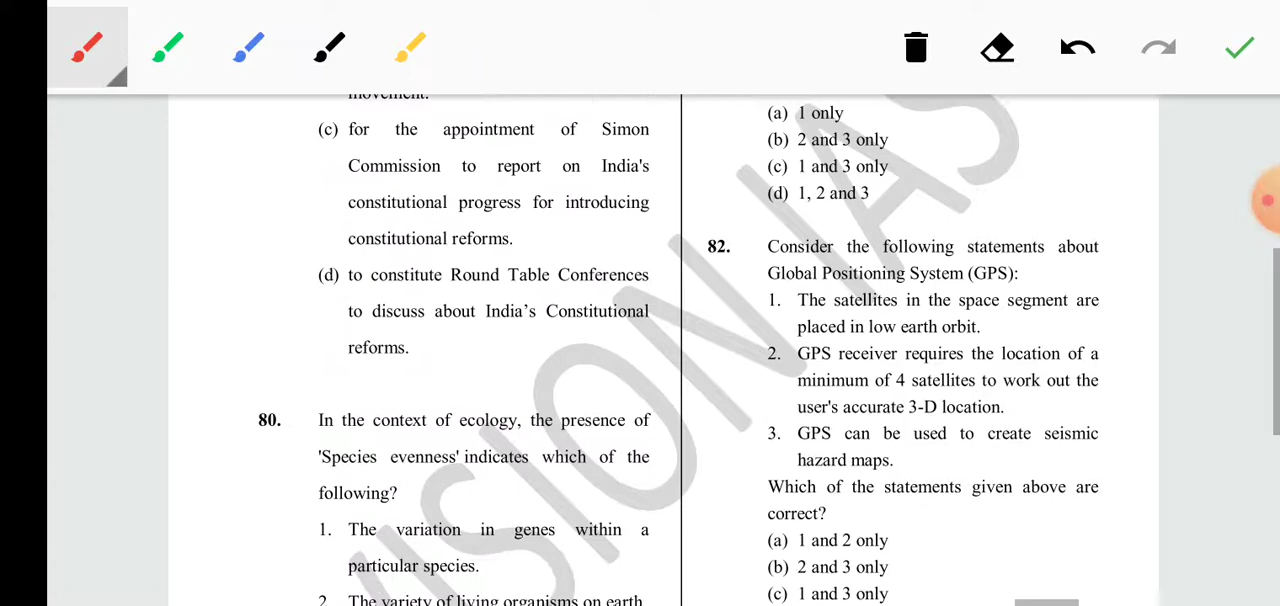 movement.
(c) for the appointment of Simon
Commission to report on India's
constitutional progress for introducing
constitutional reforms.
(d) to constitute Round Table Conferences
to discuss about India’s Constitutional
reforms.
80. In the context of ecology, the presence of
'Species evenness' indicates which of the
following?
1. The variation in genes within a
particular species.
2. The variety of living organisms on earth
(a) 1 only
(b) 2 and 3 only
(c) 1 and 3 only
(d) 1, 2 and 3
82. Consider the following statements about
Global Positioning System (GPS):
1. The satellites in the space segment are
placed in low earth orbit.
2. GPS receiver requires the location of a
minimum of 4 satellites to work out the
user's accurate 3-D location.
3. GPS can be used to create seismic
hazard maps.
Which of the statements given above are
correct?
(a) 1 and 2 only
(b) 2 and 3 only
(c) 1 and 3 only
VISION IAS